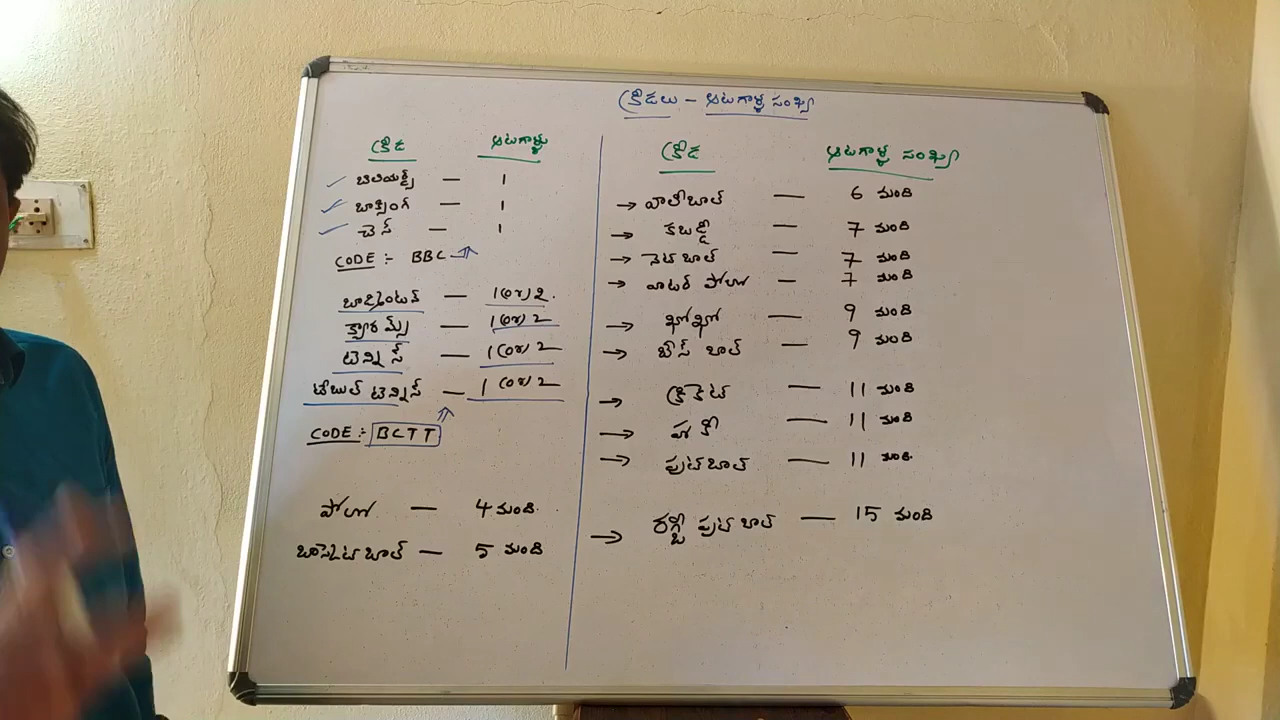 క్రీడలు - ఆటగాళ్ళ సంఖ్య
క్రీడ ఆటగాళ్ళు
బిలియర్డ్స్ — 1
బాక్సింగ్ — 1
చెస్ — 1
CODE :- BBC
బాడ్మింటన్ — 1 (or) 2.
క్యారమ్స్ — 1 (or) 2
టెన్నిస్ — 1 (or) 2
టేబుల్ టెన్నిస్ — 1 (or) 2
CODE :- BCTT
పోలో — 4 మంది.
బాస్కెట్ బాల్ — 5 మంది
క్రీడ ఆటగాళ్ళ సంఖ్య
→ వాలీబాల్ — 6 మంది
→ కబడ్డీ — 7 మంది
→ నెట్ బాల్ — 7 మంది
→ వాటర్ పోలో — 7 మంది
→ ఖోఖో — 9 మంది
→ బేస్ బాల్ — 9 మంది
→ క్రికెట్ — 11 మంది
→ హాకీ — 11 మంది
→ ఫుట్ బాల్ — 11 మంది.
→ రగ్బీ ఫుట్ బాల్ — 15 మంది